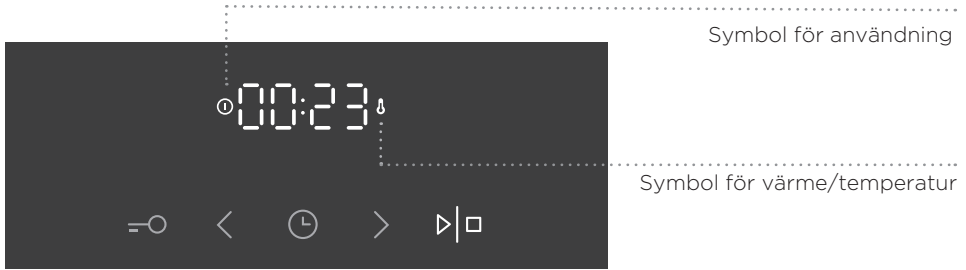 Symbol för användning
00:23
Symbol för värme/temperatur